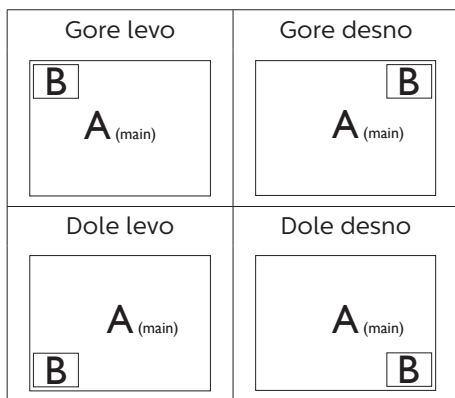 Gore levo
B
A (main)
Gore desno
B
A (main)
Dole levo
A (main)
B
Dole desno
A (main)
B